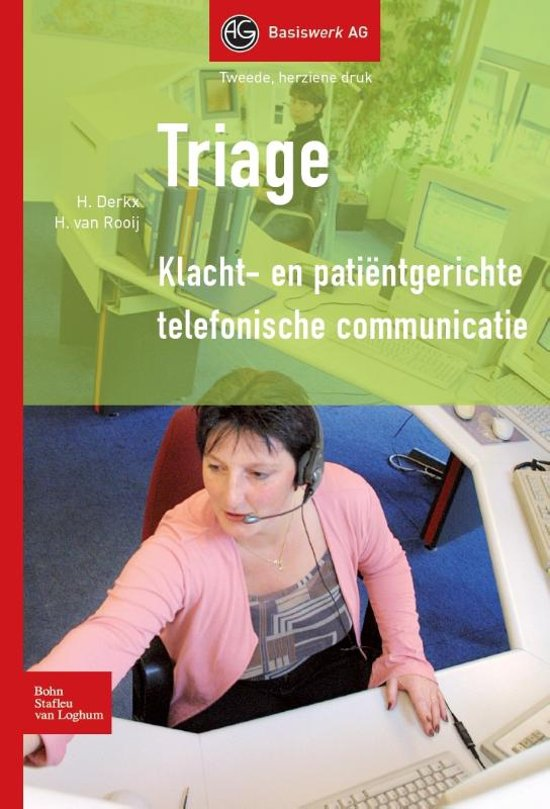 AG Basiswerk AG
Tweede, herziene druk
Triage
H. Derkx
H. van Rooij
Klacht- en patiëntgerichte
telefonische communicatie
Bohn
Stafleu
van Loghum